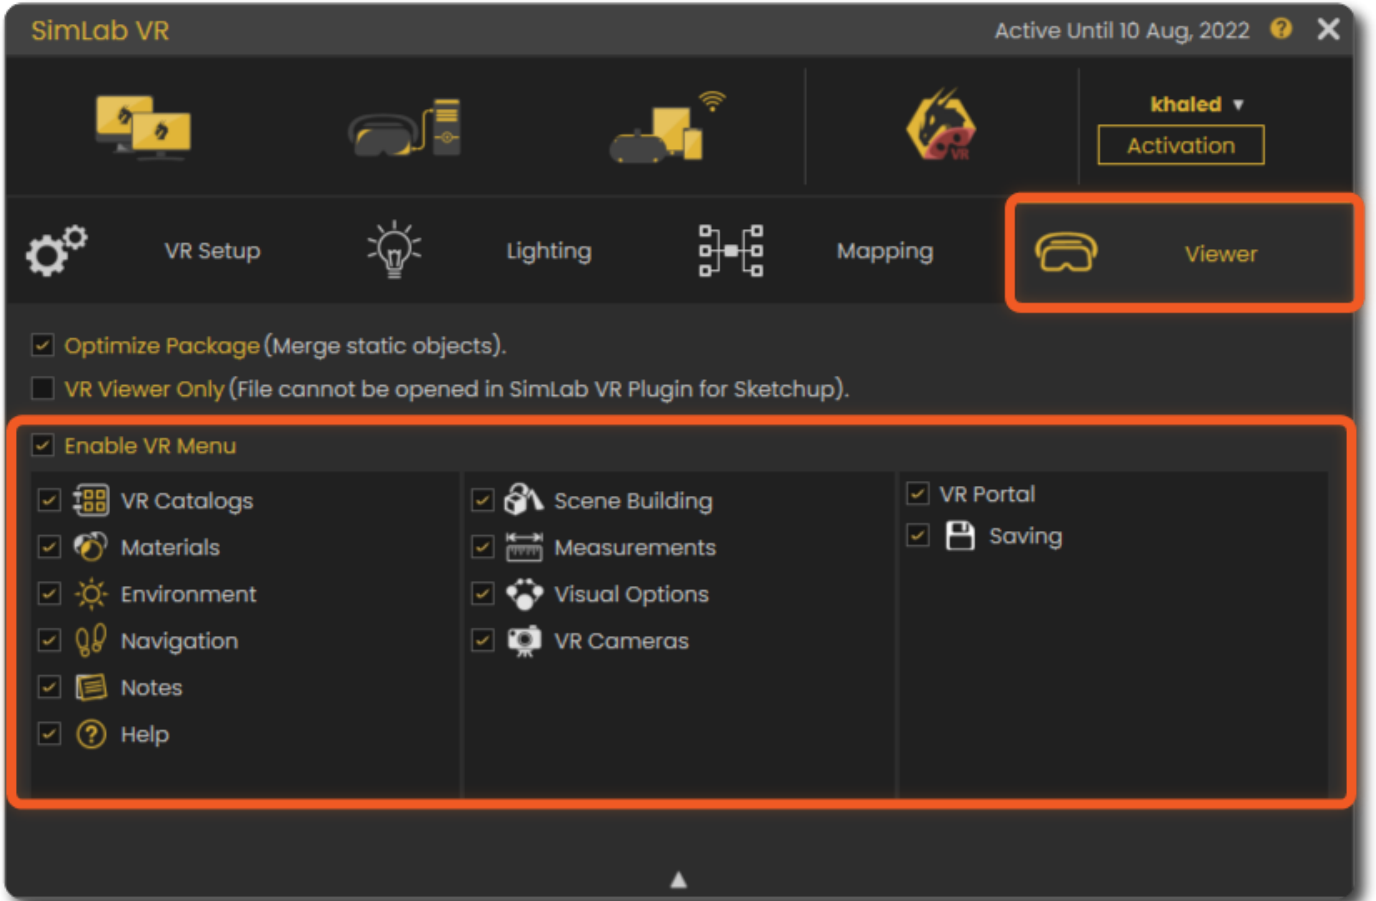 SimLab VR
Active Until 10 Aug, 2022 ?
khaled
Activation
VR
VR Setup
Lighting
Mapping
Viewer
Optimize Package (Merge static objects).
VR Viewer Only (File cannot be opened in SimLab VR Plugin for Sketchup).
Enable VR Menu
VR Catalogs
Materials
Environment
Navigation
Notes
? Help
Scene Building
Measurements
Visual Options
VR Cameras
VR Portal
Saving